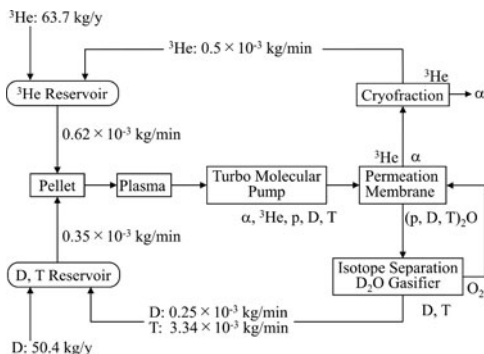 ³He: 63.7 kg/y
³He: 0.5 × 10⁻³ kg/min
³He
³He Reservoir
Cryofraction
α
0.62 × 10⁻³ kg/min
³He α
Pellet
Plasma
Turbo Molecular
Pump
Permeation
Membrane
α, ³He, p, D, T
(p, D, T)₂O
0.35 × 10⁻³ kg/min
Isotope Separation
D₂O Gasifier
O₂
D, T Reservoir
D: 0.25 × 10⁻³ kg/min
T: 3.34 × 10⁻³ kg/min
D, T
D: 50.4 kg/y